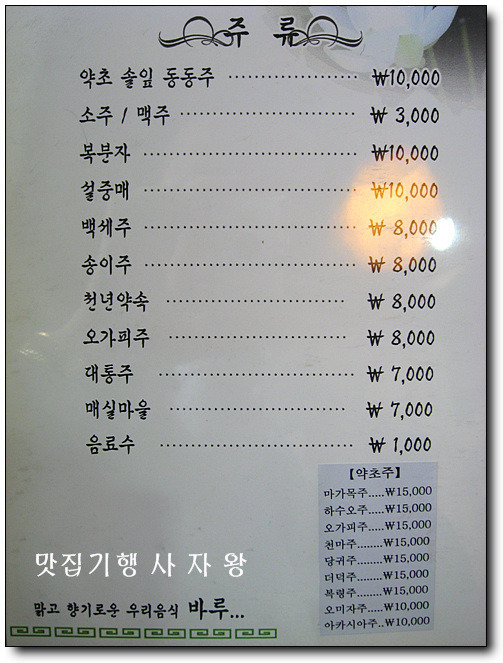 주 류
약초 솔잎 동동주 ₩10,000
소주 / 맥주 ₩ 3,000
복분자 ₩10,000
설중매 ₩10,000
백세주 ₩ 8,000
송이주 ₩ 8,000
천년약속 ₩ 8,000
오가피주 ₩ 8,000
대통주 ₩ 7,000
매실마을 ₩ 7,000
음료수 ₩ 1,000
【약초주】
마가목주.....₩15,000
하수오주.....₩15,000
오가피주.....₩15,000
천마주........₩15,000
당귀주........₩15,000
더덕주........₩15,000
복령주........₩15,000
오미자주.....₩10,000
아카시아주..₩10,000
맛집기행 사 자 왕
맑고 향기로운 우리음식 바루...